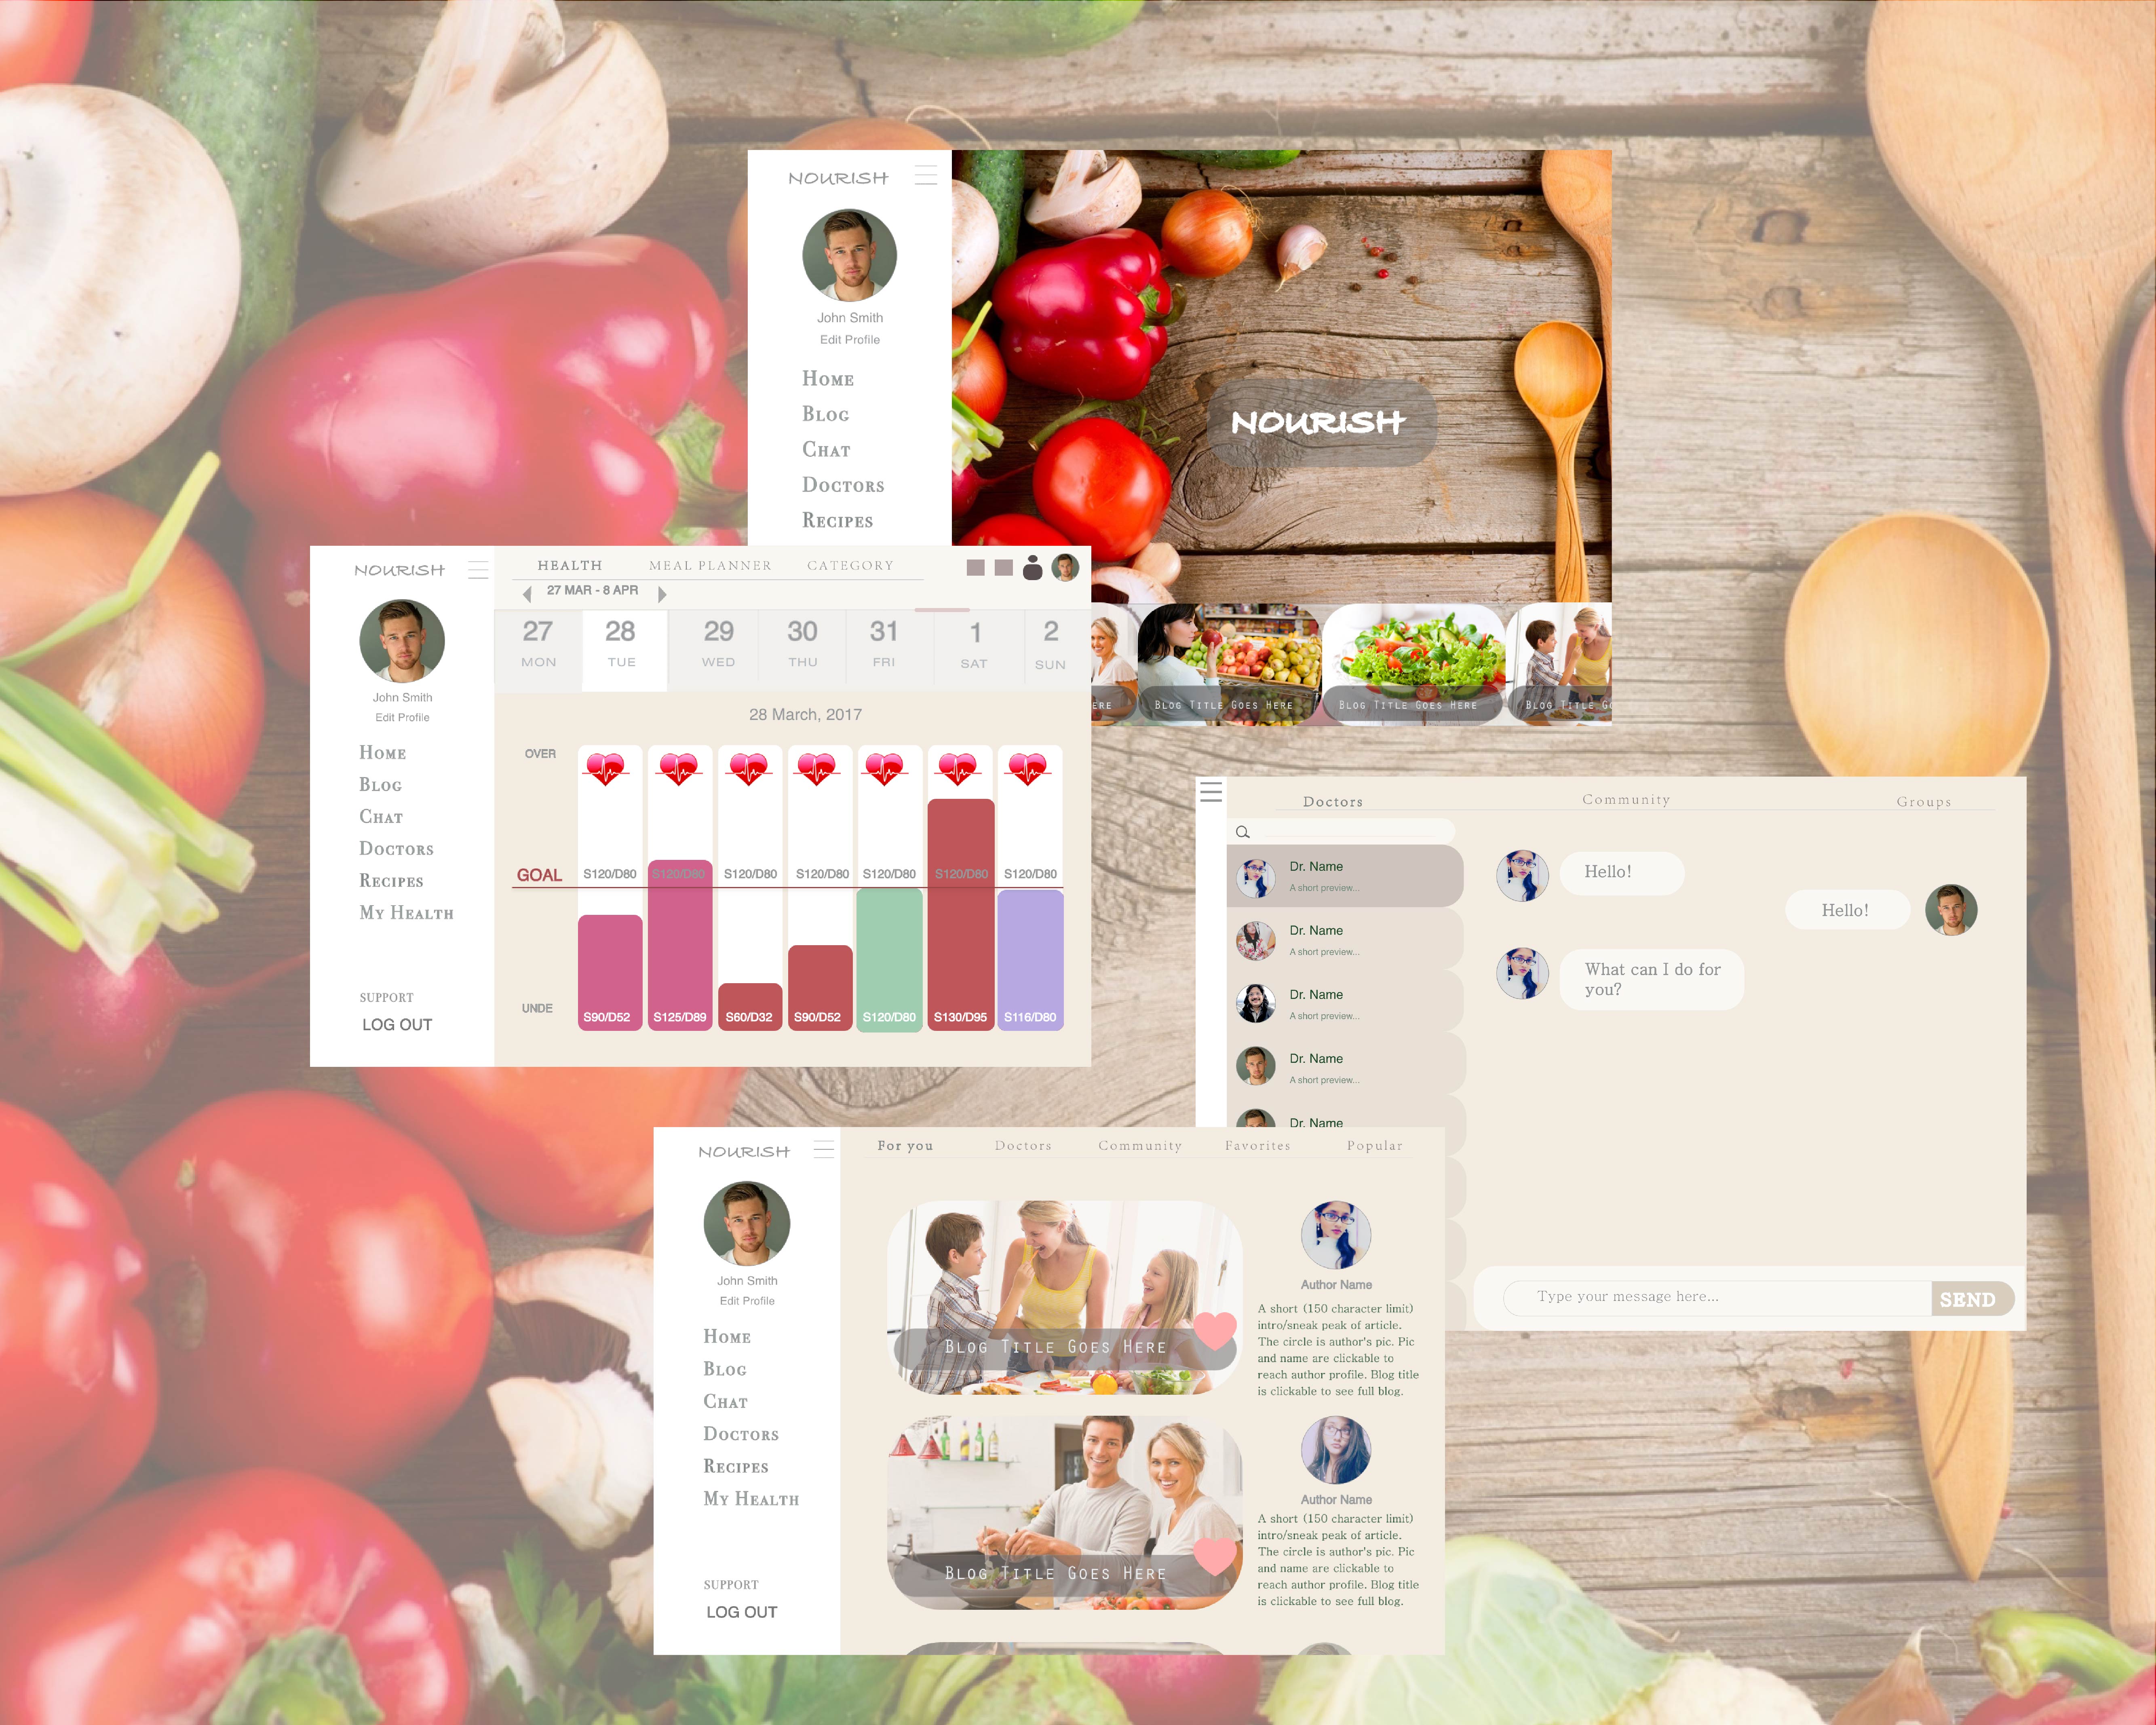 NOURISH
John Smith
Edit Profile
HOME
BLOG
CHAT
DOCTORS
RECIPES
NOURISH
ERE
BLOG TITLE GOES HERE
BLOG TITLE GOES HERE
BLOG TITLE GO
NOURISH
John Smith
Edit Profile
HOME
BLOG
CHAT
DOCTORS
RECIPES
MY HEALTH
SUPPORT
LOG OUT
HEALTH MEAL PLANNER CATEGORY
27 MAR - 8 APR
27 28 29 30 31 1 2
MON TUE WED THU FRI SAT SUN
28 March, 2017
OVER
GOAL S120/D80 S120/D80 S120/D80 S120/D80 S120/D80 S120/D80 S120/D80
UNDE S90/D52 S125/D89 S60/D32 S90/D52 S120/D80 S130/D95 S116/D80
Doctors Community Groups
Dr. Name
A short preview...
Dr. Name
A short preview...
Dr. Name
A short preview...
Dr. Name
A short preview...
Dr. Name
Hello!
Hello!
What can I do for
you?
Type your message here...
SEND
NOURISH
John Smith
Edit Profile
HOME
BLOG
CHAT
DOCTORS
RECIPES
MY HEALTH
SUPPORT
LOG OUT
For you Doctors Community Favorites Popular
BLOG TITLE GOES HERE
Author Name
A short (150 character limit)
intro/sneak peak of article.
The circle is author's pic. Pic
and name are clickable to
reach author profile. Blog title
is clickable to see full blog.
BLOG TITLE GOES HERE
Author Name
A short (150 character limit)
intro/sneak peak of article.
The circle is author's pic. Pic
and name are clickable to
reach author profile. Blog title
is clickable to see full blog.